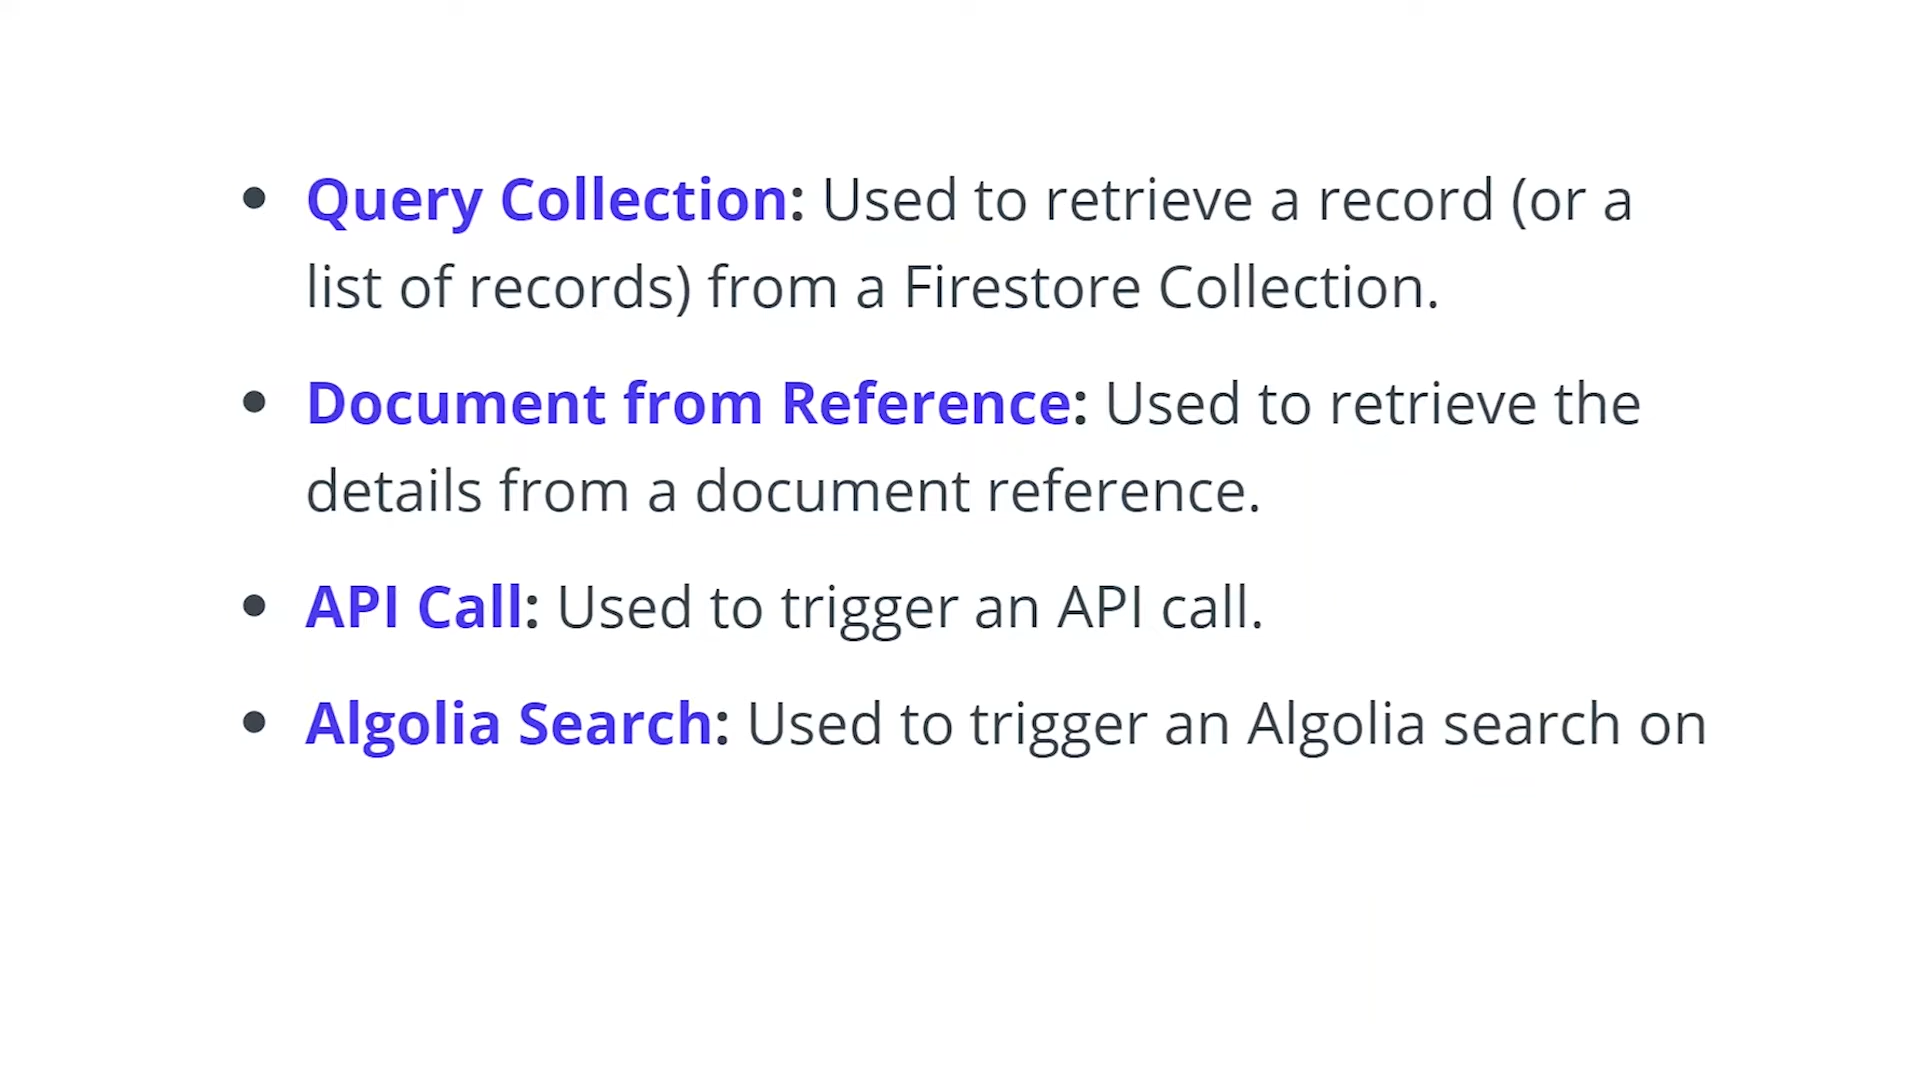 • Query Collection: Used to retrieve a record (or a
list of records) from a Firestore Collection.
• Document from Reference: Used to retrieve the
details from a document reference.
• API Call: Used to trigger an API call.
• Algolia Search: Used to trigger an Algolia search on